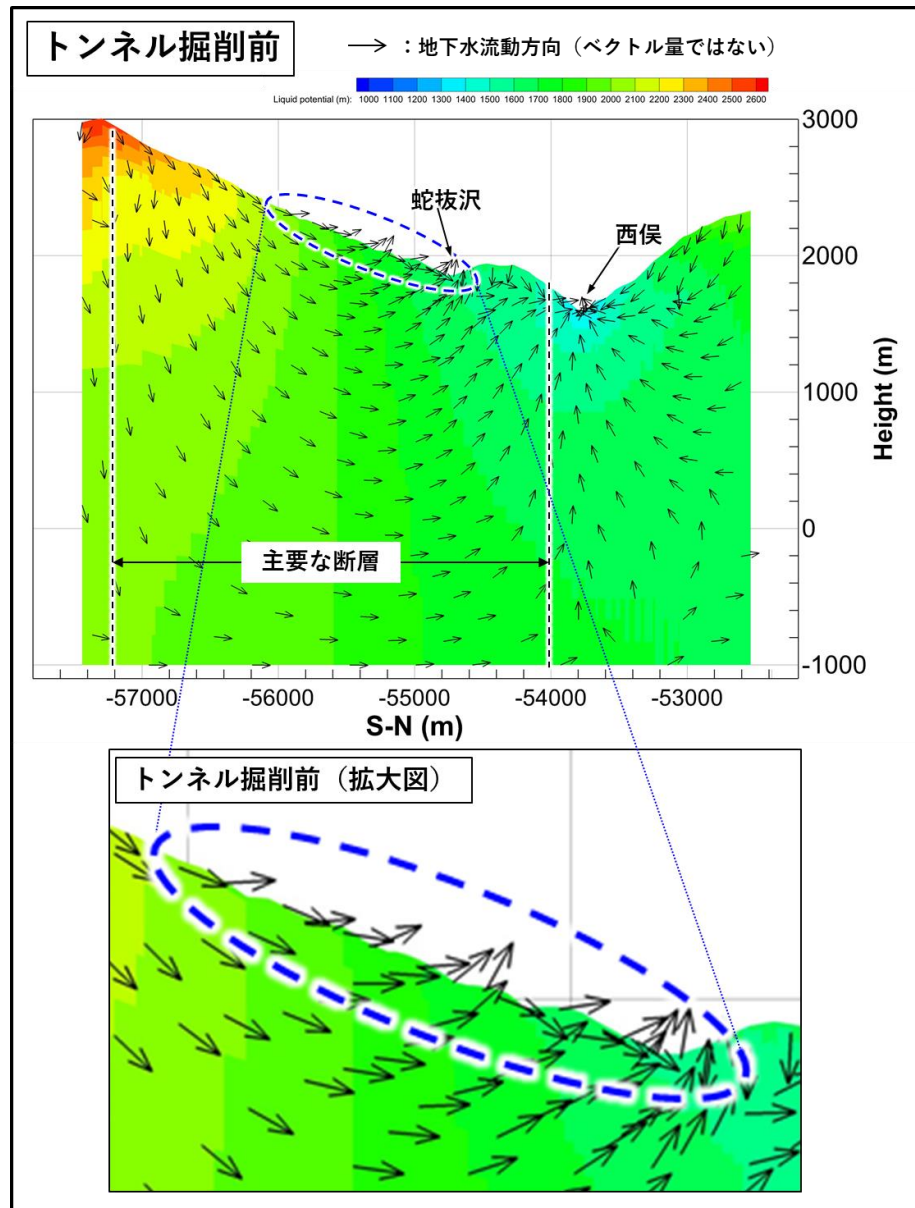 トンネル掘削前
→ ：地下水流動方向（ベクトル量ではない）
Liquid potential (m): 1000 1100 1200 1300 1400 1500 1600 1700 1800 1900 2000 2100 2200 2300 2400 2500 2600
3000
蛇抜沢
西俣
2000
1000
Height (m)
0
主要な断層
-1000
-57000 -56000 -55000 -54000 -53000
S-N (m)
トンネル掘削前（拡大図）